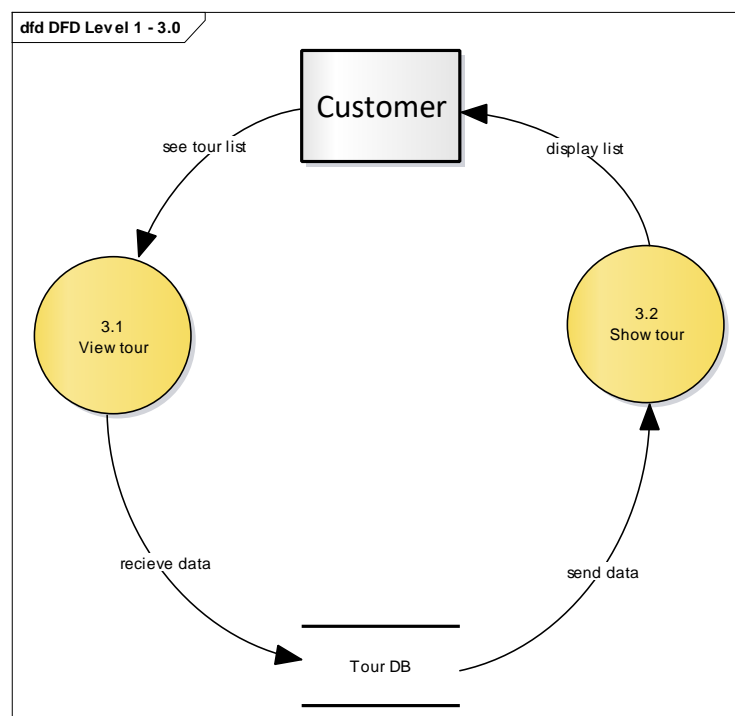 dfd DFD Level 1 - 3.0
Customer
see tour list
display list
3.1
View tour
3.2
Show tour
recieve data
send data
Tour DB